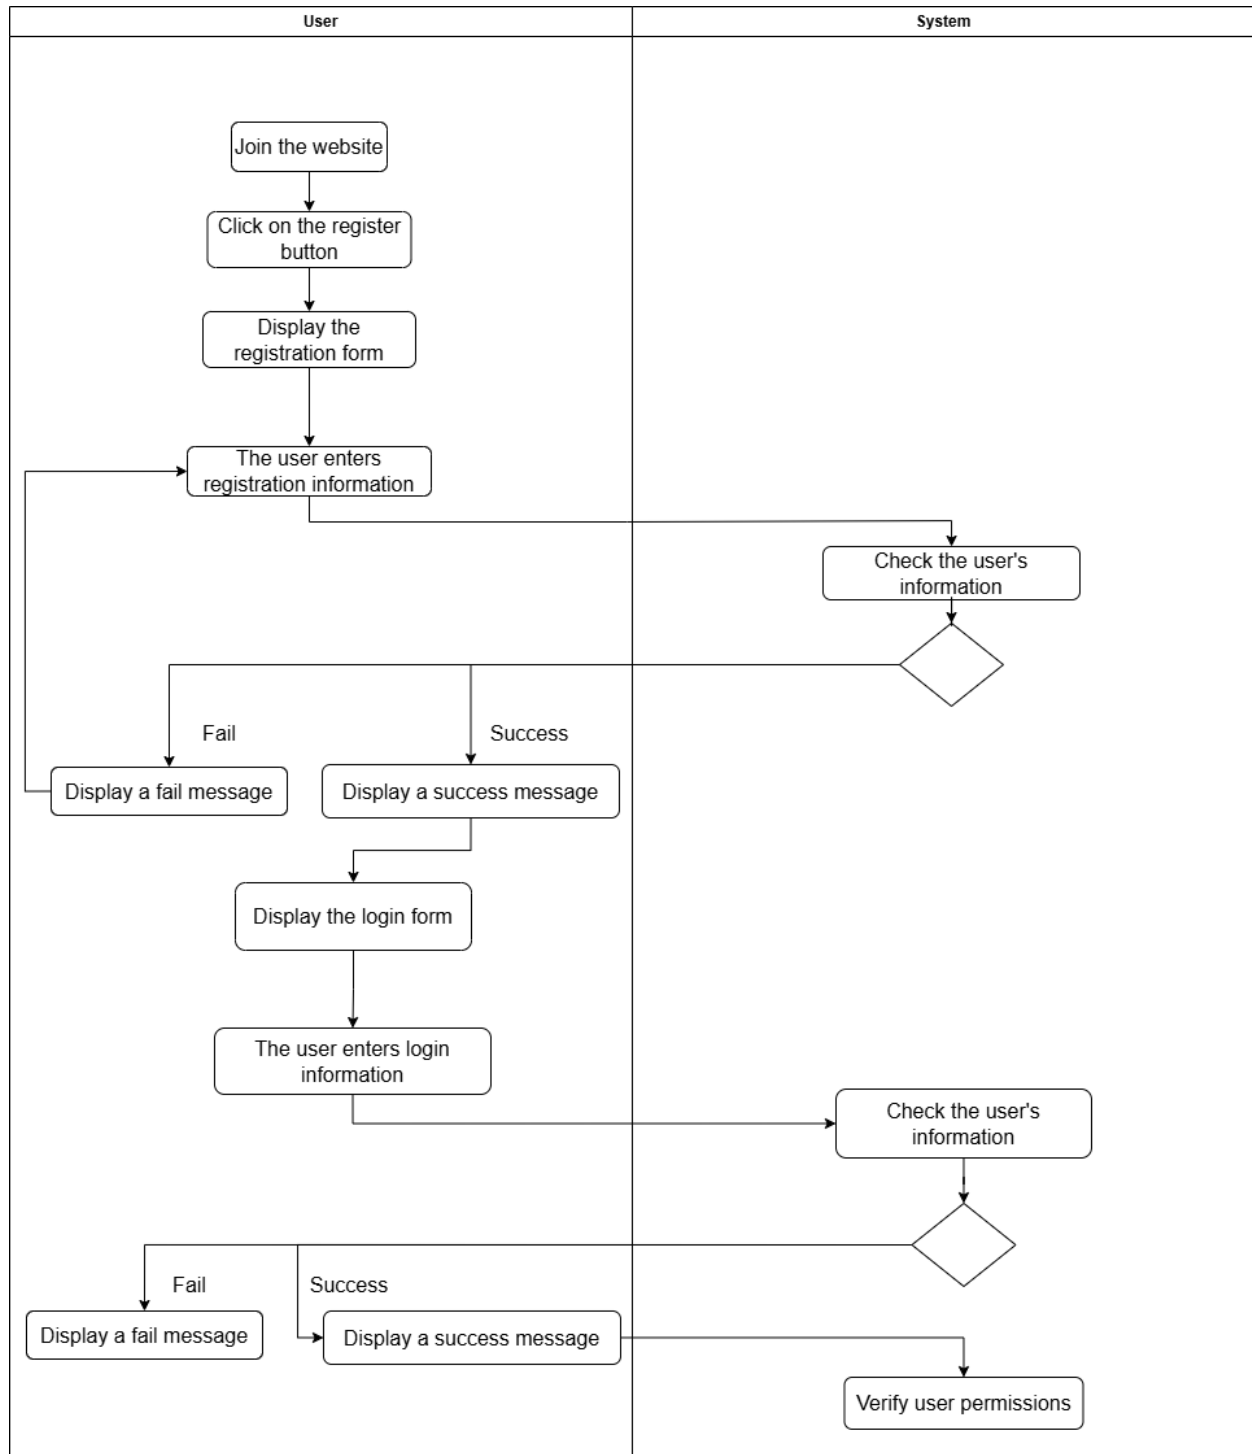 User
System
Join the website
Click on the register
button
Display the
registration form
The user enters
registration information
Check the user's
information
Fail
Success
Display a fail message
Display a success message
Display the login form
The user enters login
information
Check the user's
information
Fail
Success
Display a fail message
Display a success message
Verify user permissions